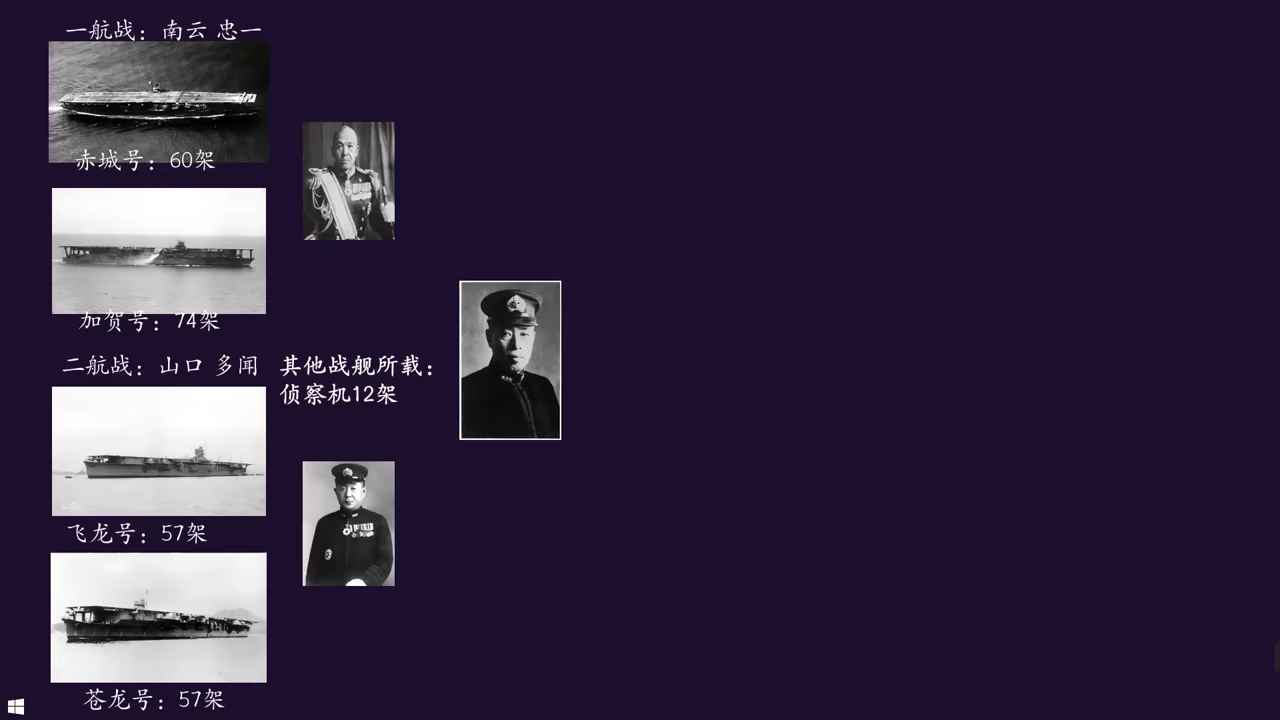 一航战：南云 忠一
赤城号：60架
加贺号：74架
二航战：山口 多闻
其他战舰所载：
侦察机12架
飞龙号：57架
苍龙号：57架